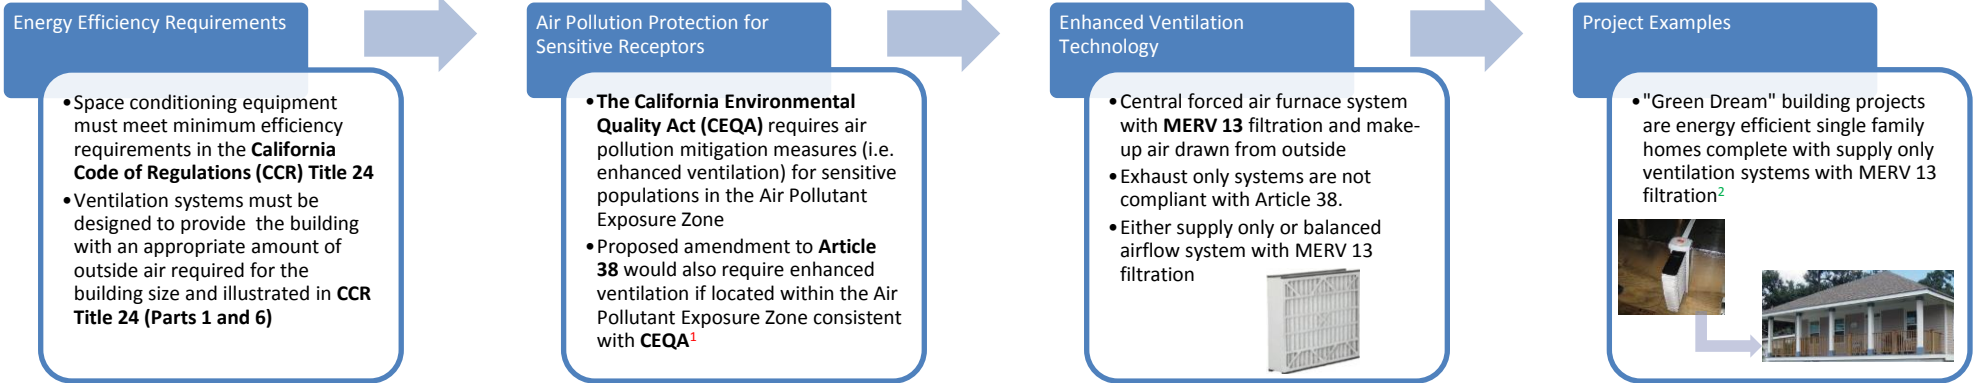 Energy Efficiency Requirements
•Space conditioning equipment
must meet minimum efficiency
requirements in the California
Code of Regulations (CCR) Title 24
•Ventilation systems must be
designed to provide  the building
with an appropriate amount of
outside air required for the
building size and illustrated in CCR
Title 24 (Parts 1 and 6)
Air Pollution Protection for
Sensitive Receptors
•The California Environmental
Quality Act (CEQA) requires air
pollution mitigation measures (i.e.
enhanced ventilation) for sensitive
populations in the Air Pollutant
Exposure Zone
•Proposed amendment to Article
38 would also require enhanced
ventilation if located within the Air
Pollutant Exposure Zone consistent
with CEQA1
Enhanced Ventilation
Technology
•Central forced air furnace system
with MERV 13 filtration and make-
up air drawn from outside
•Exhaust only systems are not
compliant with Article 38.
•Either supply only or balanced
airflow system with MERV 13
filtration
Project Examples
•"Green Dream" building projects
are energy efficient single family
homes complete with supply only
ventilation systems with MERV 13
filtration2